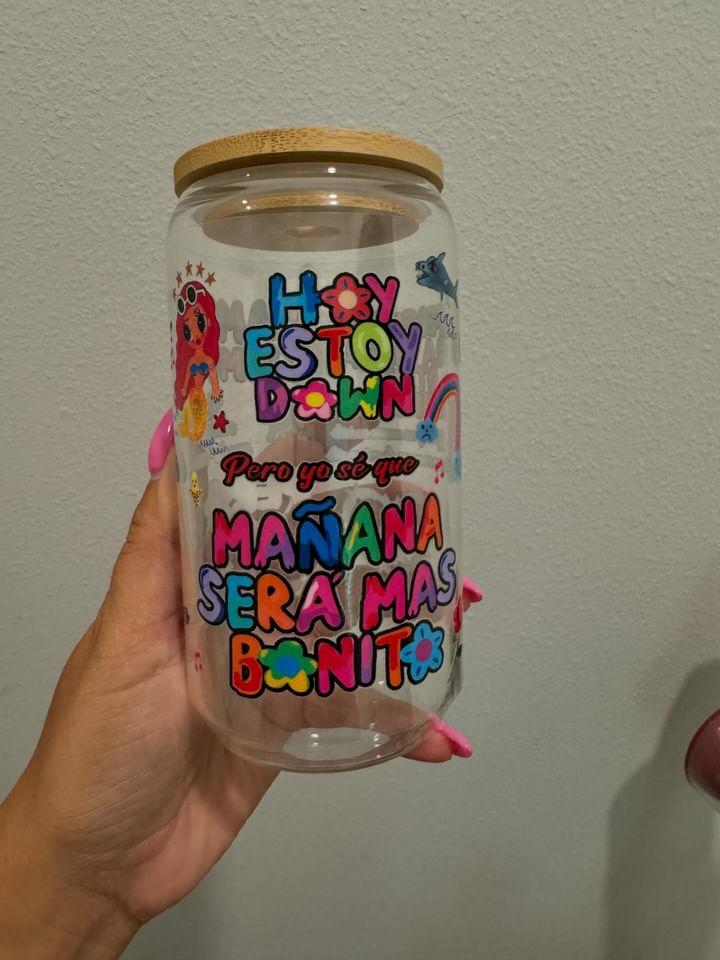 HOY
ESTOY
DOWN
Pero yo sé que
MAÑANA
SERÁ MAS
BONITO